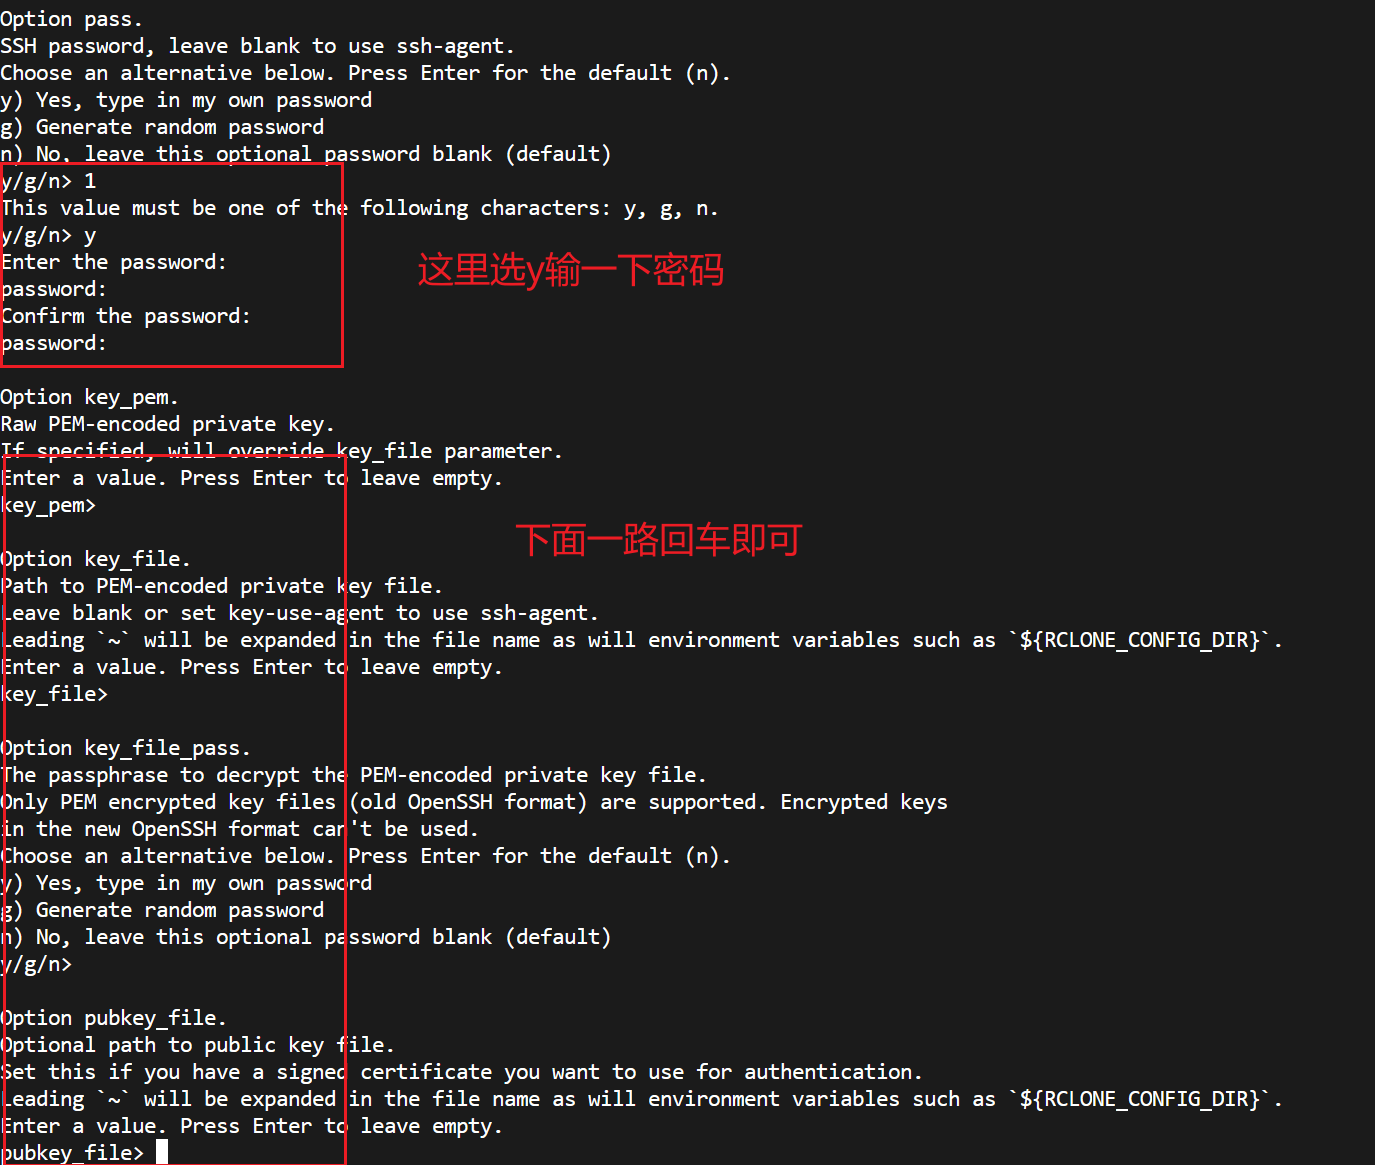 Option pass.
SSH password, leave blank to use ssh-agent.
Choose an alternative below. Press Enter for the default (n).
y) Yes, type in my own password
g) Generate random password
n) No, leave this optional password blank (default)
y/g/n> 1
This value must be one of the following characters: y, g, n.
y/g/n> y
Enter the password:
这里选y输一下密码
password:
Confirm the password:
password:
Option key_pem.
Raw PEM-encoded private key.
If specified, will override key_file parameter.
Enter a value. Press Enter to leave empty.
key_pem>
下面一路回车即可
Option key_file.
Path to PEM-encoded private key file.
Leave blank or set key-use-agent to use ssh-agent.
Leading `~` will be expanded in the file name as will environment variables such as `${RCLONE_CONFIG_DIR}`.
Enter a value. Press Enter to leave empty.
key_file>
Option key_file_pass.
The passphrase to decrypt the PEM-encoded private key file.
Only PEM encrypted key files (old OpenSSH format) are supported. Encrypted keys
in the new OpenSSH format can't be used.
Choose an alternative below. Press Enter for the default (n).
y) Yes, type in my own password
g) Generate random password
n) No, leave this optional password blank (default)
y/g/n>
Option pubkey_file.
Optional path to public key file.
Set this if you have a signed certificate you want to use for authentication.
Leading `~` will be expanded in the file name as will environment variables such as `${RCLONE_CONFIG_DIR}`.
Enter a value. Press Enter to leave empty.
pubkey_file>